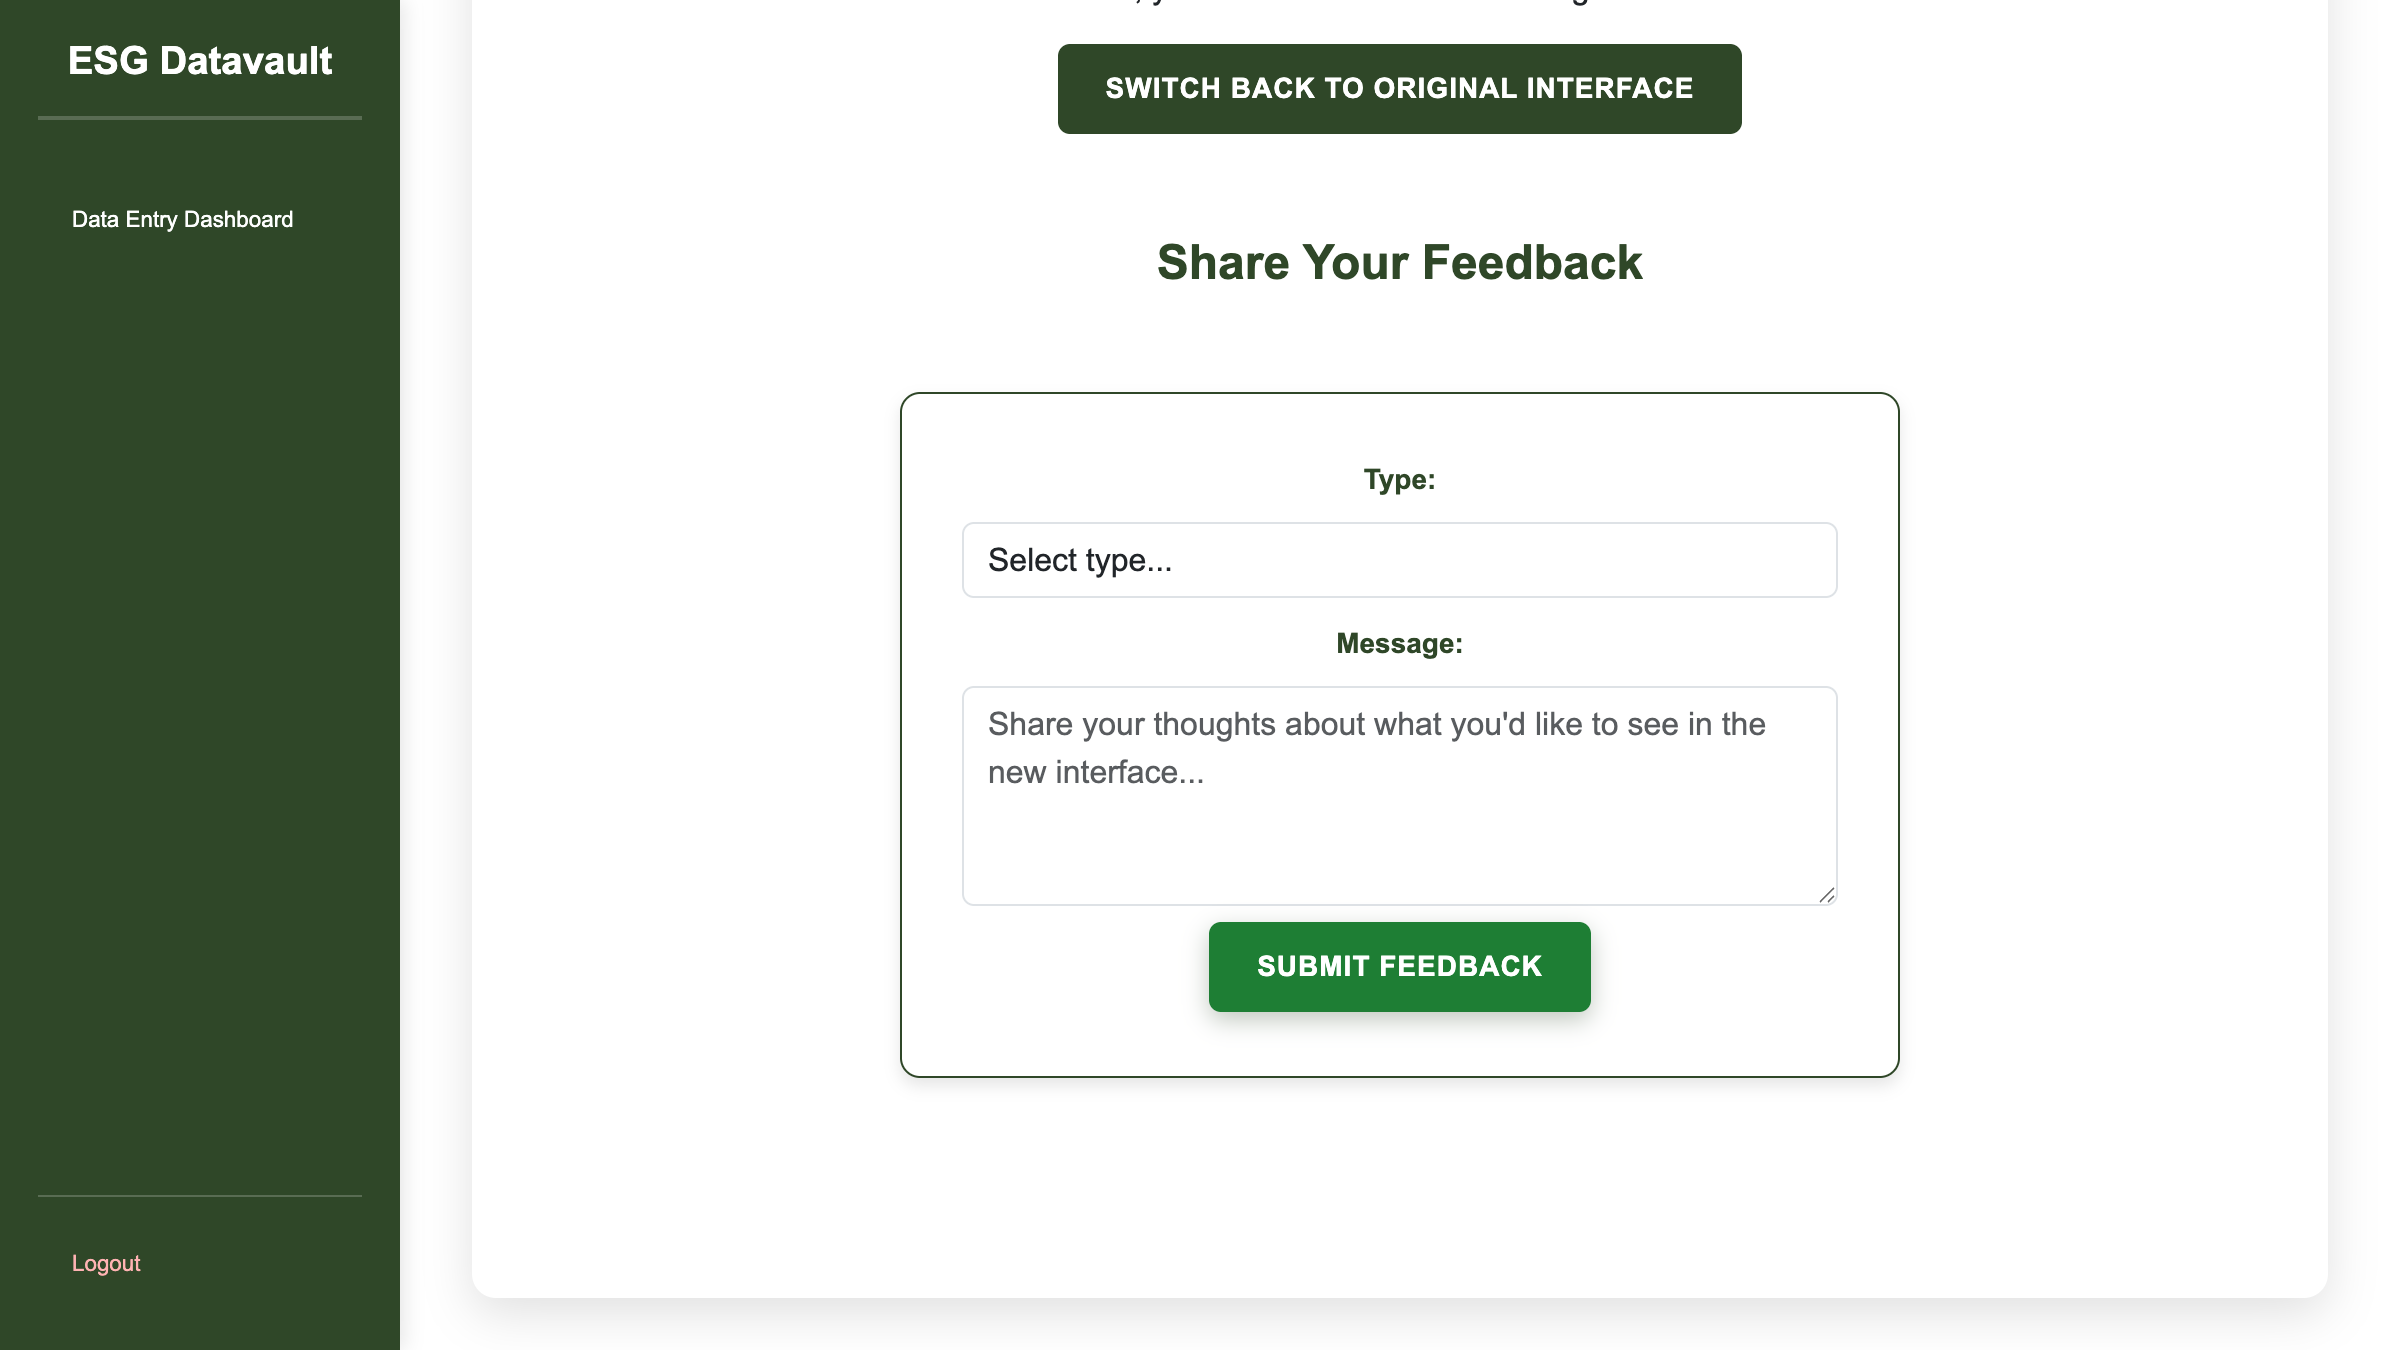 ESG Datavault
Data Entry Dashboard
Logout
SWITCH BACK TO ORIGINAL INTERFACE
Share Your Feedback
Type:
Select type...
Message:
Share your thoughts about what you'd like to see in the
new interface...
SUBMIT FEEDBACK